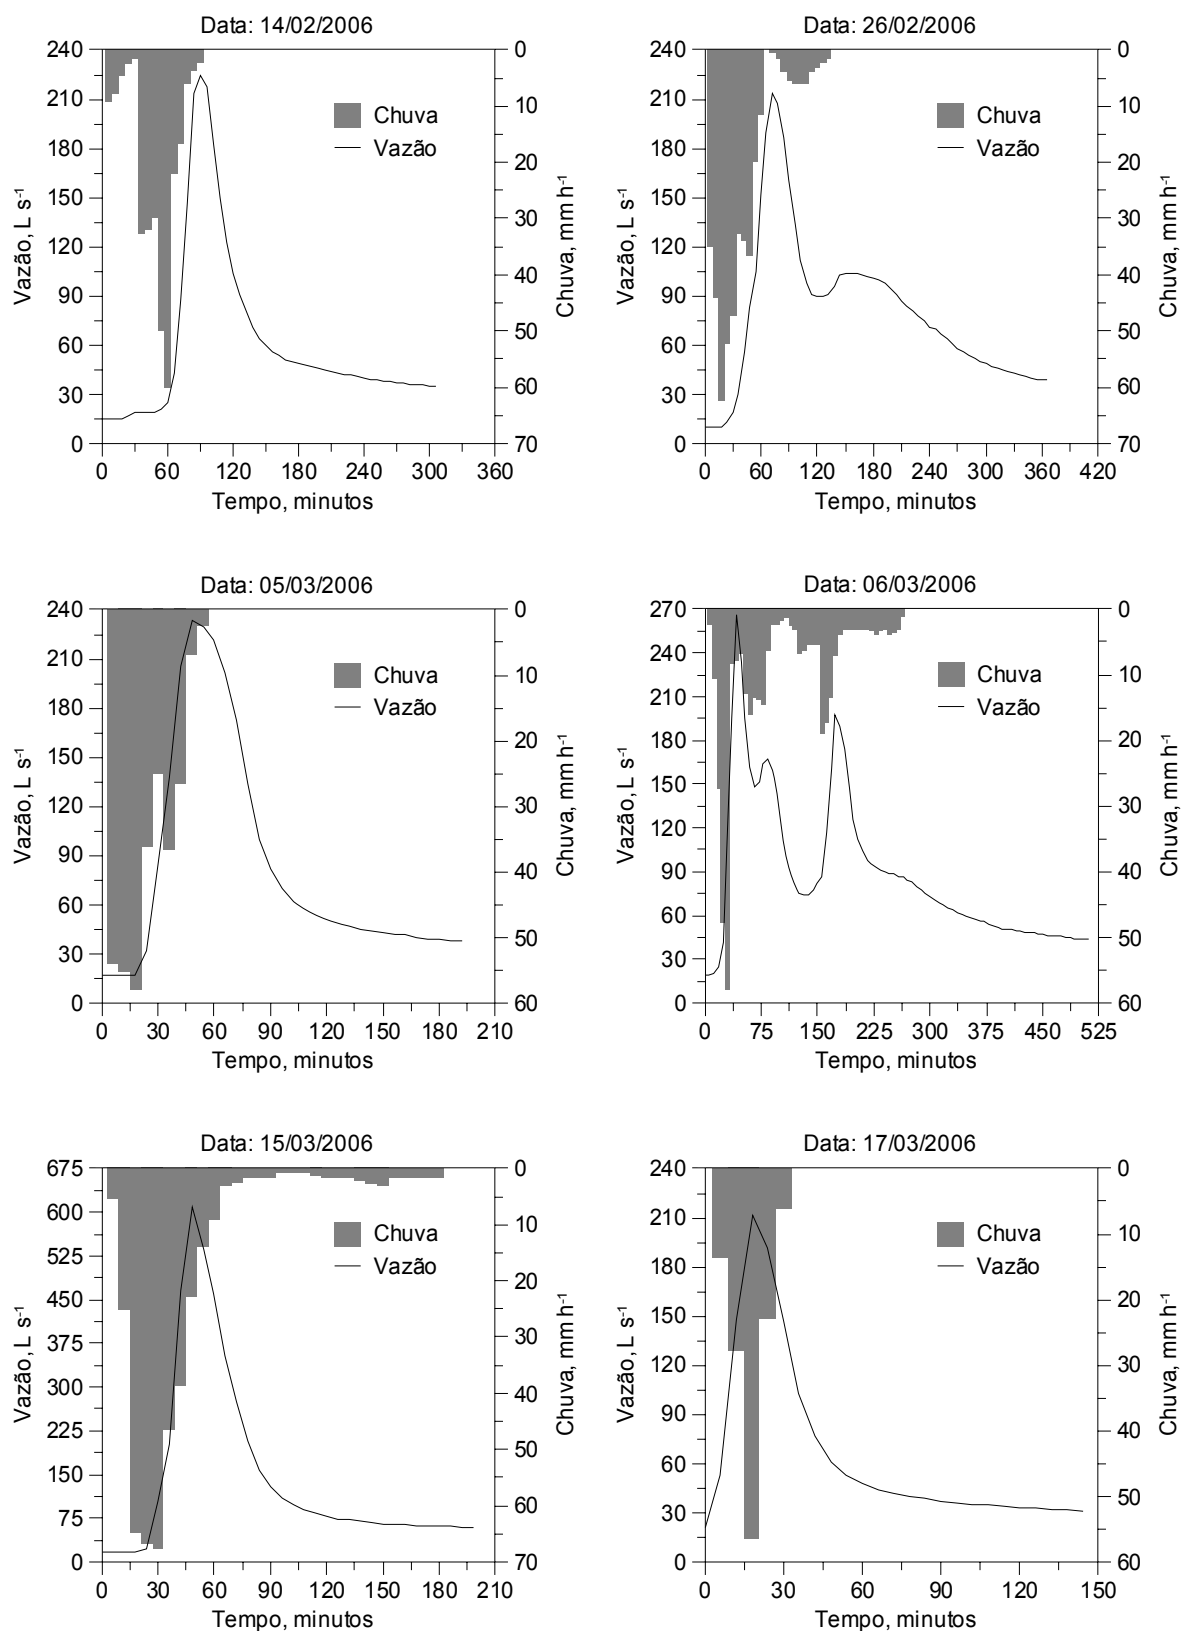 Data: 14/02/2006
240
210
180
150
120
90
60
30
0
Vazão, L s⁻¹
0
10
20
30
40
50
60
70
Chuva, mm h⁻¹
Chuva
Vazão
0 60 120 180 240 300 360
Tempo, minutos
Data: 26/02/2006
240
210
180
150
120
90
60
30
0
Vazão, L s⁻¹
0
10
20
30
40
50
60
70
Chuva, mm h⁻¹
Chuva
Vazão
0 60 120 180 240 300 360 420
Tempo, minutos
Data: 05/03/2006
240
210
180
150
120
90
60
30
0
Vazão, L s⁻¹
0
10
20
30
40
50
60
Chuva, mm h⁻¹
Chuva
Vazão
0 30 60 90 120 150 180 210
Tempo, minutos
Data: 06/03/2006
270
240
210
180
150
120
90
60
30
0
Vazão, L s⁻¹
0
10
20
30
40
50
60
Chuva, mm h⁻¹
Chuva
Vazão
0 75 150 225 300 375 450 525
Tempo, minutos
Data: 15/03/2006
675
600
525
450
375
300
225
150
75
0
Vazão, L s⁻¹
0
10
20
30
40
50
60
70
Chuva, mm h⁻¹
Chuva
Vazão
0 30 60 90 120 150 180 210
Tempo, minutos
Data: 17/03/2006
240
210
180
150
120
90
60
30
0
Vazão, L s⁻¹
0
10
20
30
40
50
60
Chuva, mm h⁻¹
Chuva
Vazão
0 30 60 90 120 150
Tempo, minutos